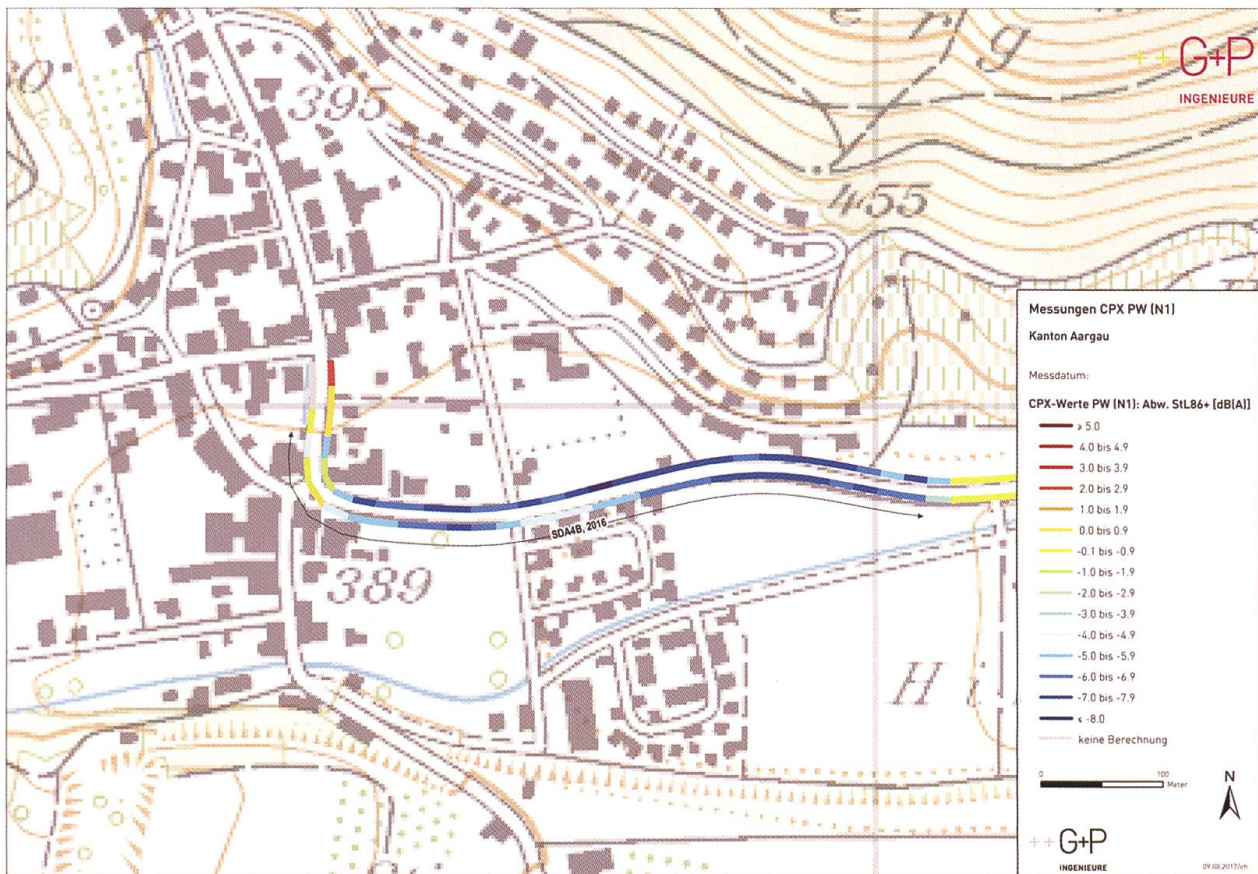 e r g
++ G+P
INGENIEURE
395
455
389
SDA4B, 2016
H
Messungen CPX PW (N1)
Kanton Aargau
Messdatum:
CPX-Werte PW (N1): Abw. StL86+ [dB(A)]
> 5.0
4.0 bis 4.9
3.0 bis 3.9
2.0 bis 2.9
1.0 bis 1.9
0.0 bis 0.9
-0.1 bis -0.9
-1.0 bis -1.9
-2.0 bis -2.9
-3.0 bis -3.9
-4.0 bis -4.9
-5.0 bis -5.9
-6.0 bis -6.9
-7.0 bis -7.9
< -8.0
keine Berechnung
0 100
Meter
N
++ G+P
INGENIEURE
09.08.2017/eh